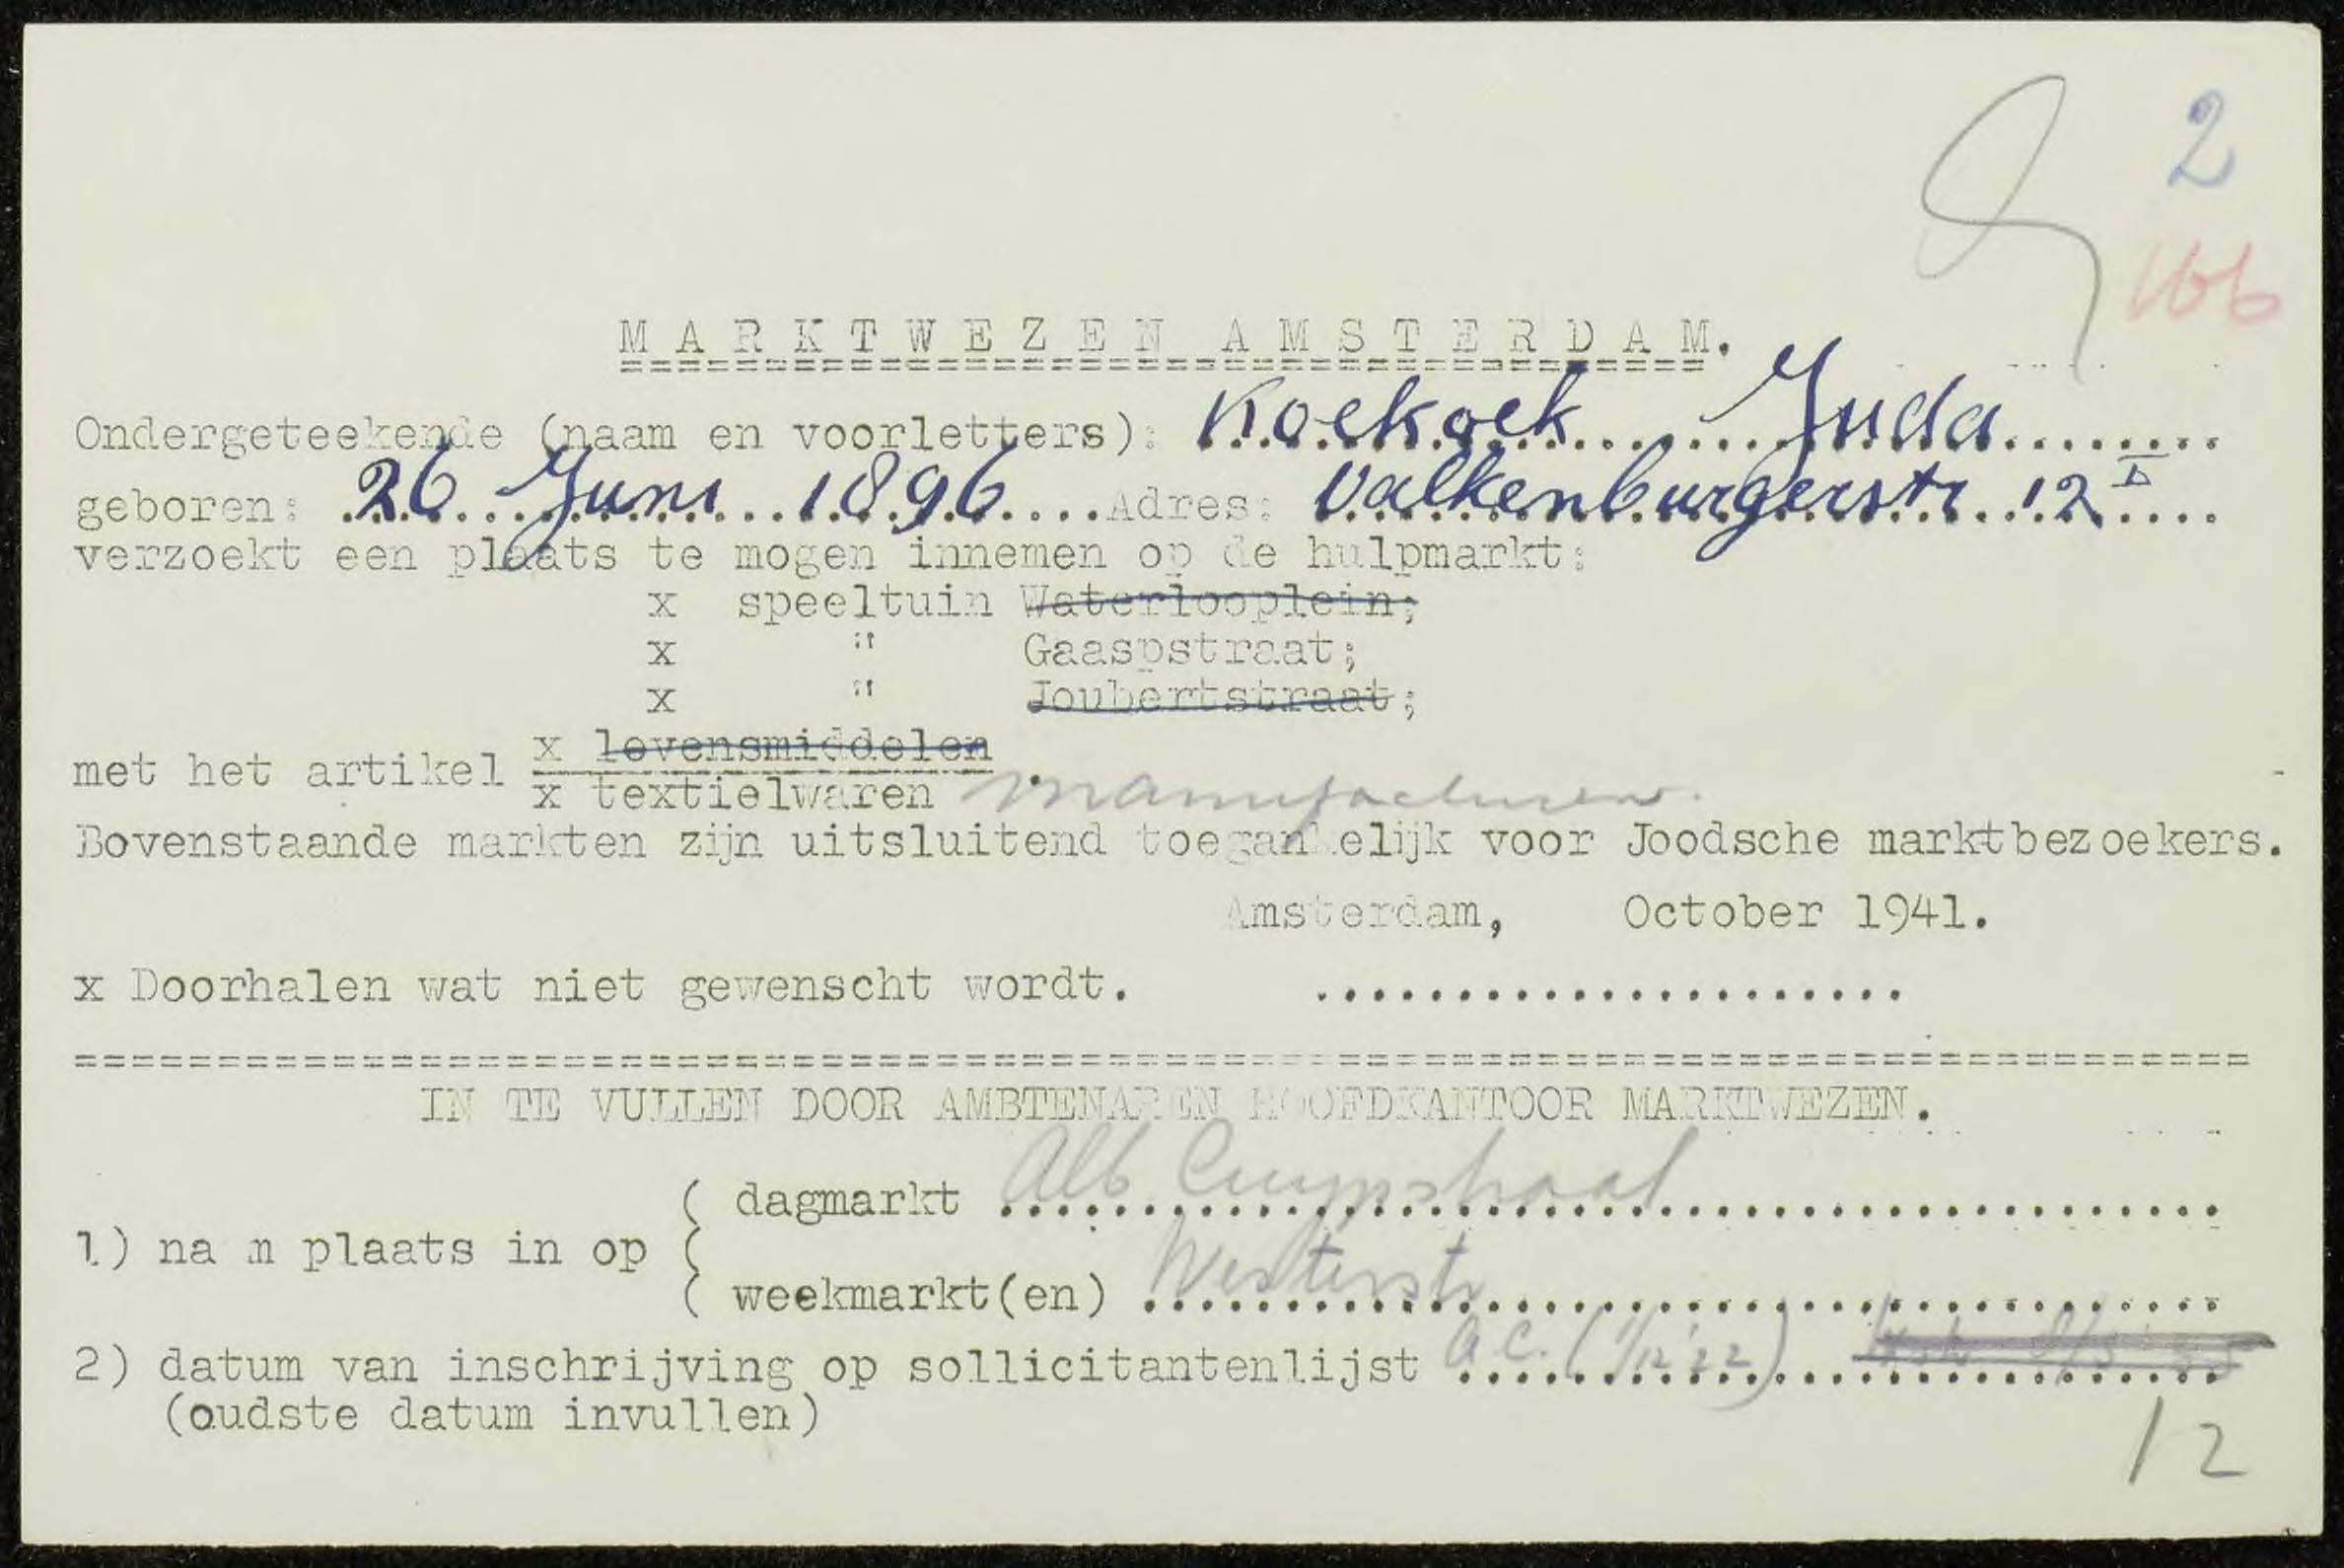 2
166
MARKTWEZEN AMSTERDAM.
Ondergeteekende (naam en voorletters): Koekoek Juda
geboren: 26 Juni 1896 Adres: Valkenburgerstr 12 I
verzoekt een plaats te mogen innemen op de hulpmarkt:
x speeltuin Waterlooplein;
x " Gaaspstraat;
x " Joubertstraat;
x levensmiddelen
met het artikel
x textielwaren manufacturen.
Bovenstaande markten zijn uitsluitend toegankelijk voor Joodsche marktbezoekers.
Amsterdam, October 1941.
x Doorhalen wat niet gewenscht wordt.
IN TE VULLEN DOOR AMBTENAREN HOOFDKANTOOR MARKTWEZEN.
( dagmarkt Alb. Cuypstraat
1) na m plaats in op (
( weekmarkt(en) Westerstr
2) datum van inschrijving op sollicitantenlijst A.C. (1/12 '22)
(oudste datum invullen)
12